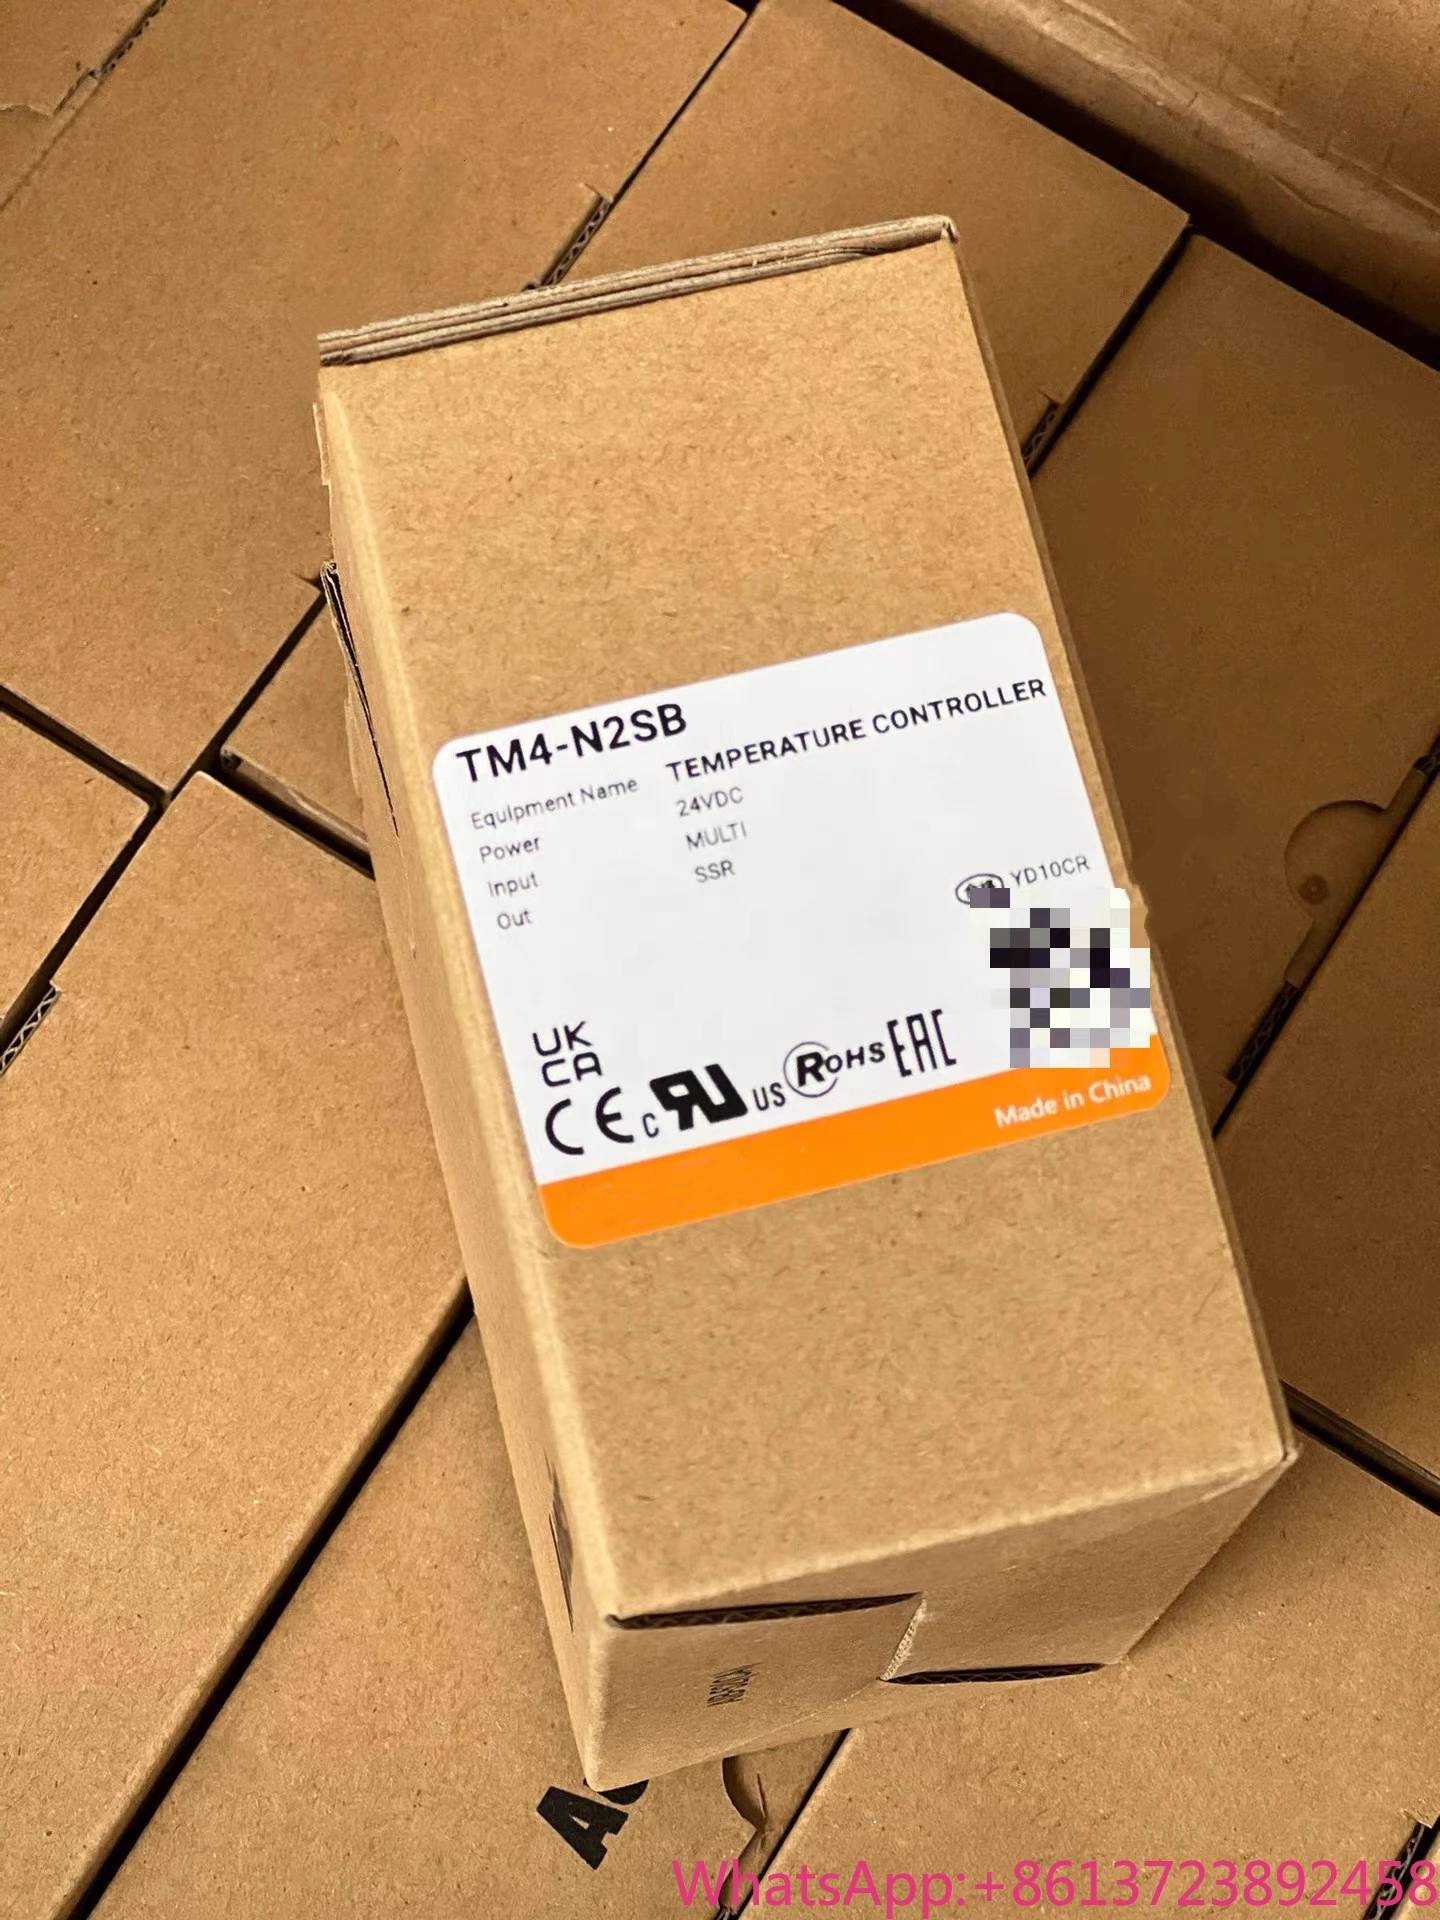 TM4-N2SB
Equipment Name TEMPERATURE CONTROLLER
Power 24VDC
Input MULTI
Out SSR
YD10CR
UK
CA
CE c RU US RoHS EAC
Made in China
WhatsApp:+8613723892458